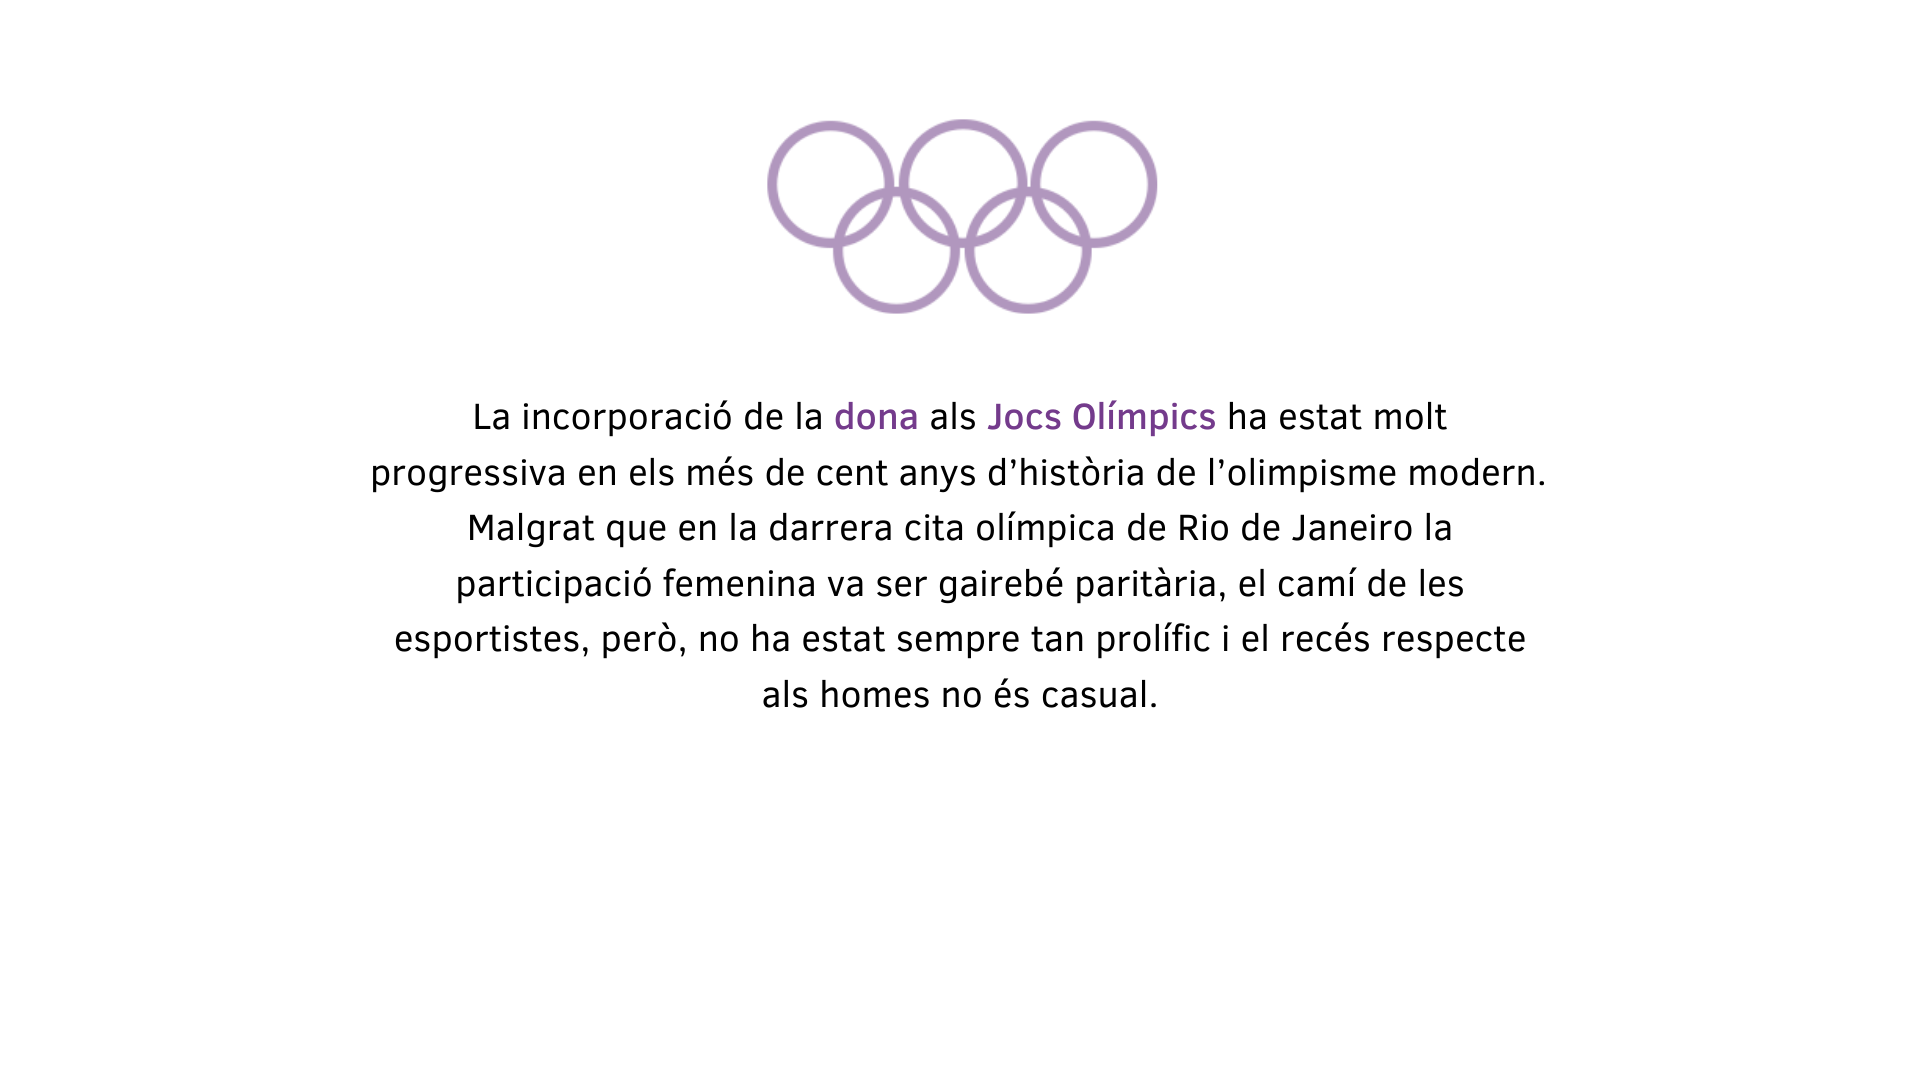 La incorporació de la dona als Jocs Olímpics ha estat molt
progressiva en els més de cent anys d’història de l’olimpisme modern.
Malgrat que en la darrera cita olímpica de Rio de Janeiro la
participació femenina va ser gairebé paritària, el camí de les
esportistes, però, no ha estat sempre tan prolífic i el recés respecte
als homes no és casual.